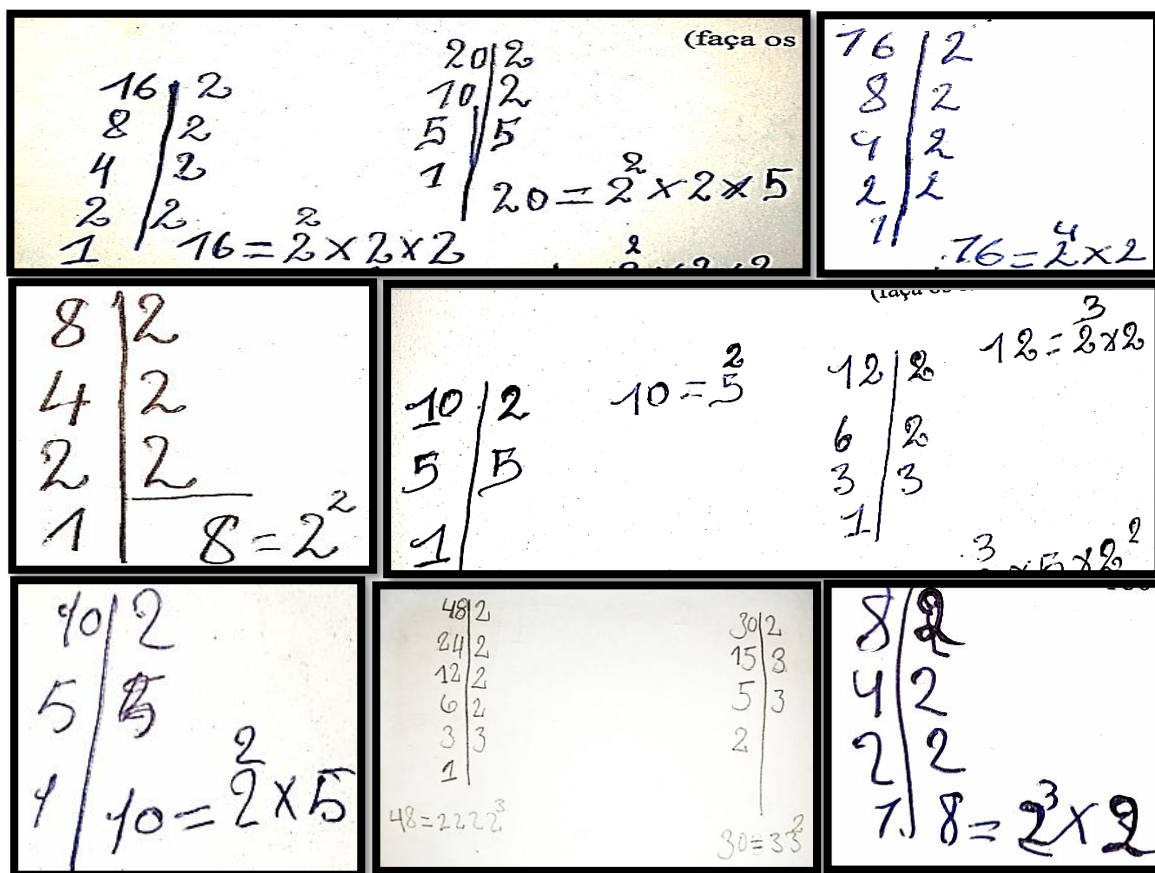 (faça os
16 | 2
8 | 2
4 | 2
2 | 2
1
16 = 2² × 2 × 2
20 | 2
10 | 2
5 | 5
1
20 = 2² × 2 × 5
16 | 2
8 | 2
4 | 2
2 | 2
1
16 = 2⁴ × 2
8 | 2
4 | 2
2 | 2
1
8 = 2²
10 | 2
5 | 5
1
10 = 5²
12 | 2
6 | 2
3 | 3
1
12 = 2³ × 2
10 | 2
5 | 5
1
10 = 2² × 5
48 | 2
24 | 2
12 | 2
6 | 2
3 | 3
1
48 = 2222³
30 | 2
15 | 3
5 | 3
2
30 = 33²
8 | 2
4 | 2
2 | 2
1
8 = 2³ × 2